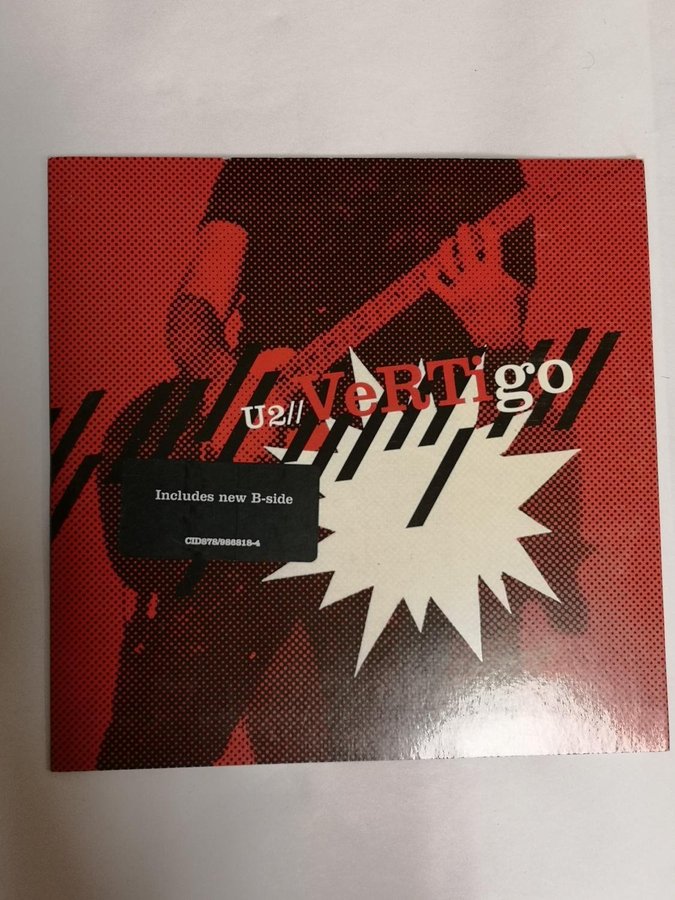 U2// VeRTigo
Includes new B-side
CID878/986818-4